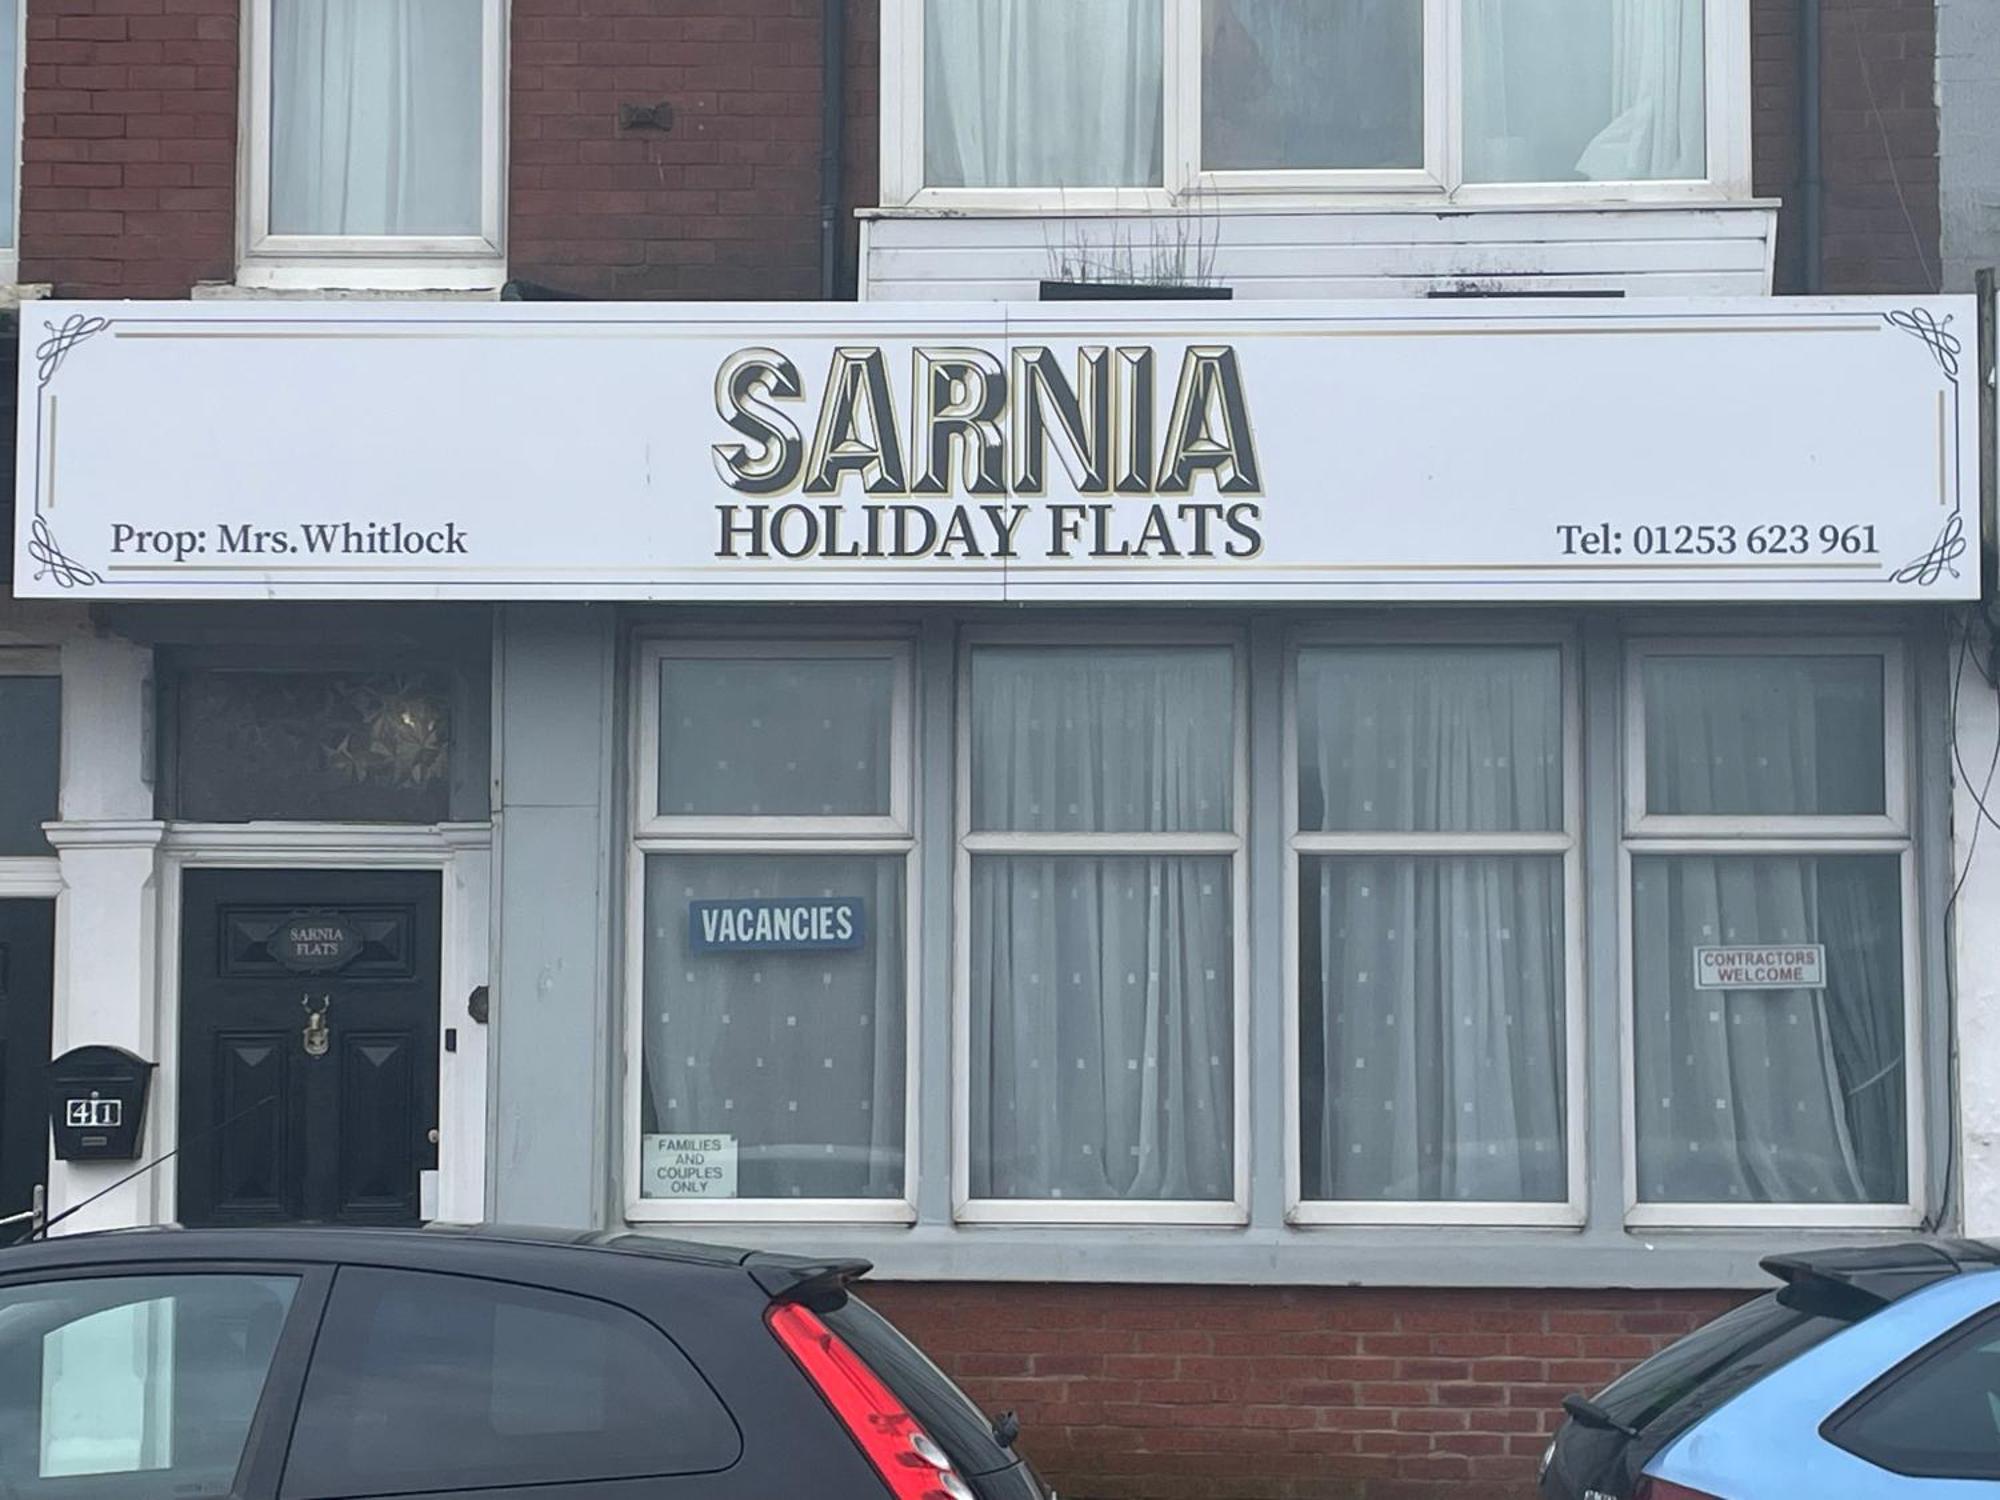 SARNIA
HOLIDAY FLATS
Prop: Mrs. Whitlock
Tel: 01253 623 961
SARNIA
FLATS
VACANCIES
CONTRACTORS
WELCOME
41
FAMILIES
AND
COUPLES
ONLY